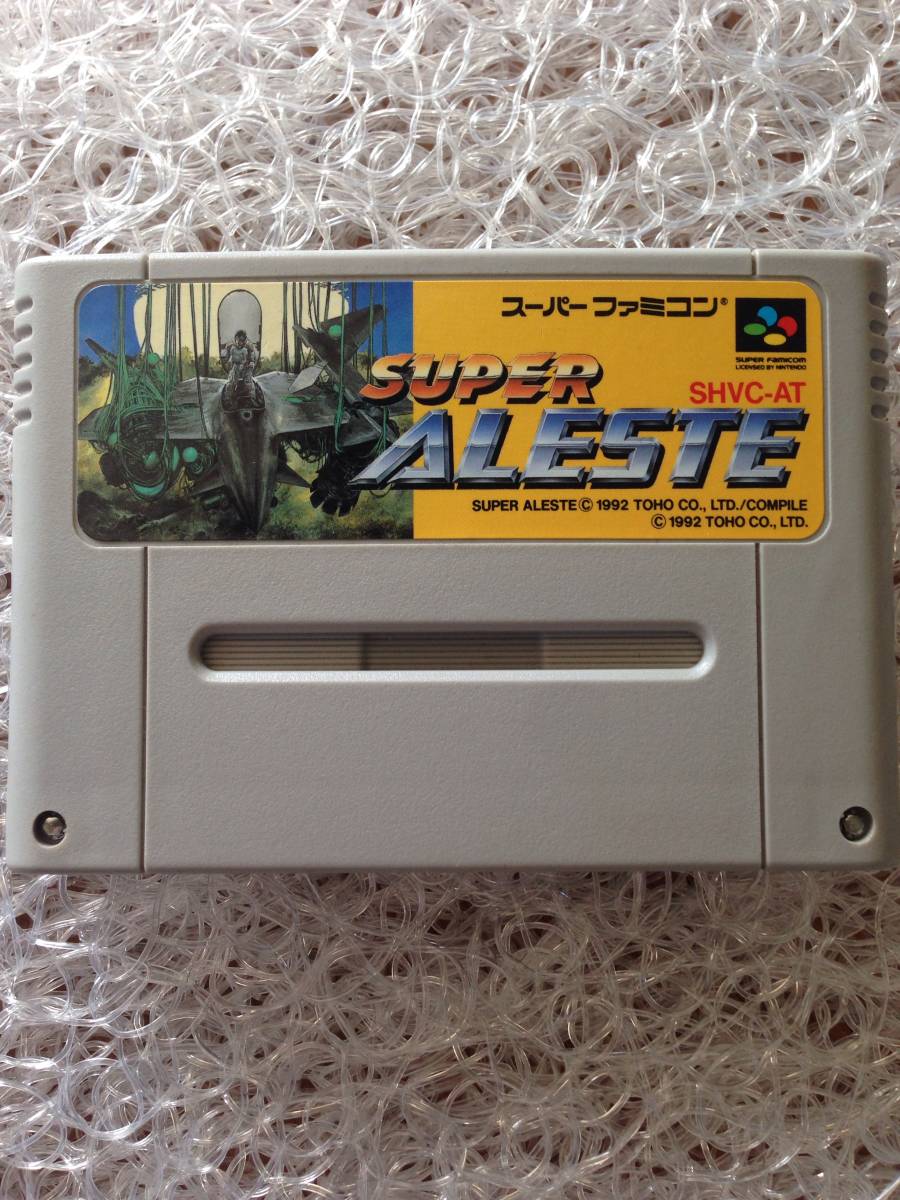 スーパーファミコン®
SUPER FAMICOM
LICENSED BY NINTENDO
SHVC-AT
SUPER
ALESTE
SUPER ALESTE© 1992 TOHO CO., LTD./COMPILE
© 1992 TOHO CO., LTD.